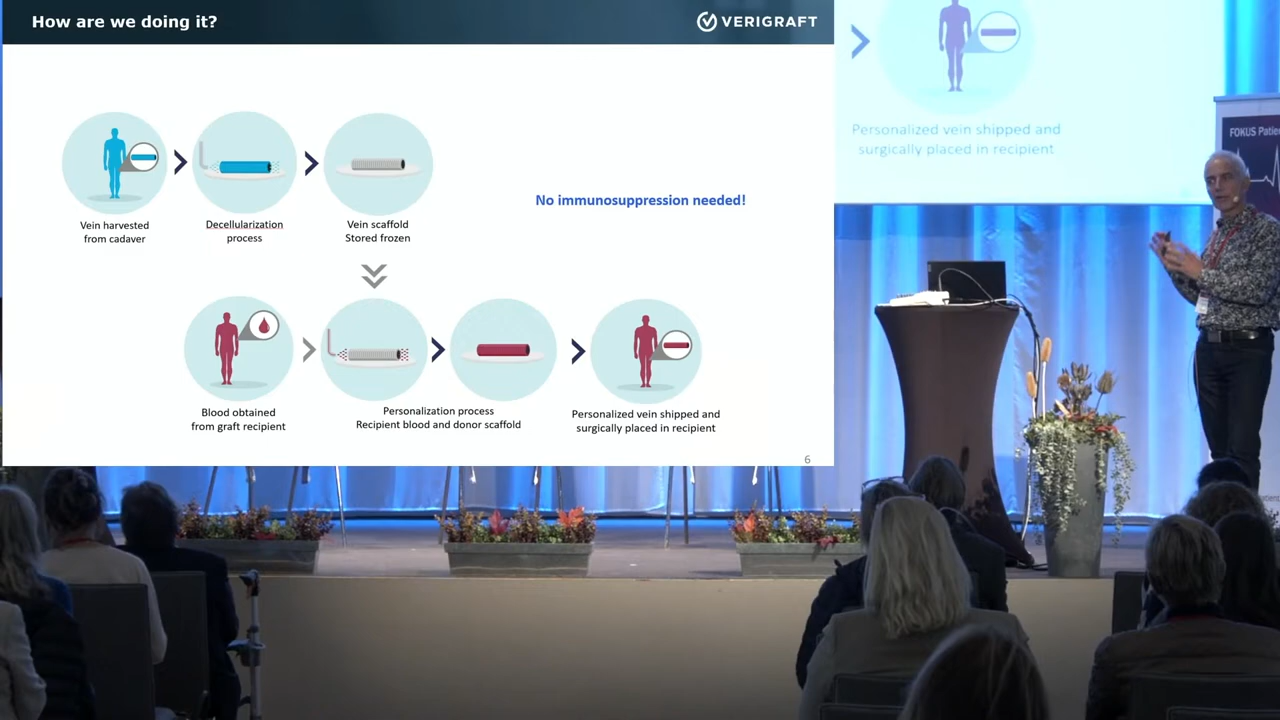 How are we doing it?
VERIGRAFT
Vein harvested
from cadaver
Decellularization
process
Vein scaffold
Stored frozen
No immunosuppression needed!
Blood obtained
from graft recipient
Personalization process
Recipient blood and donor scaffold
Personalized vein shipped and
surgically placed in recipient
6
Personalized vein shipped and
surgically placed in recipient
FOKUS Patie